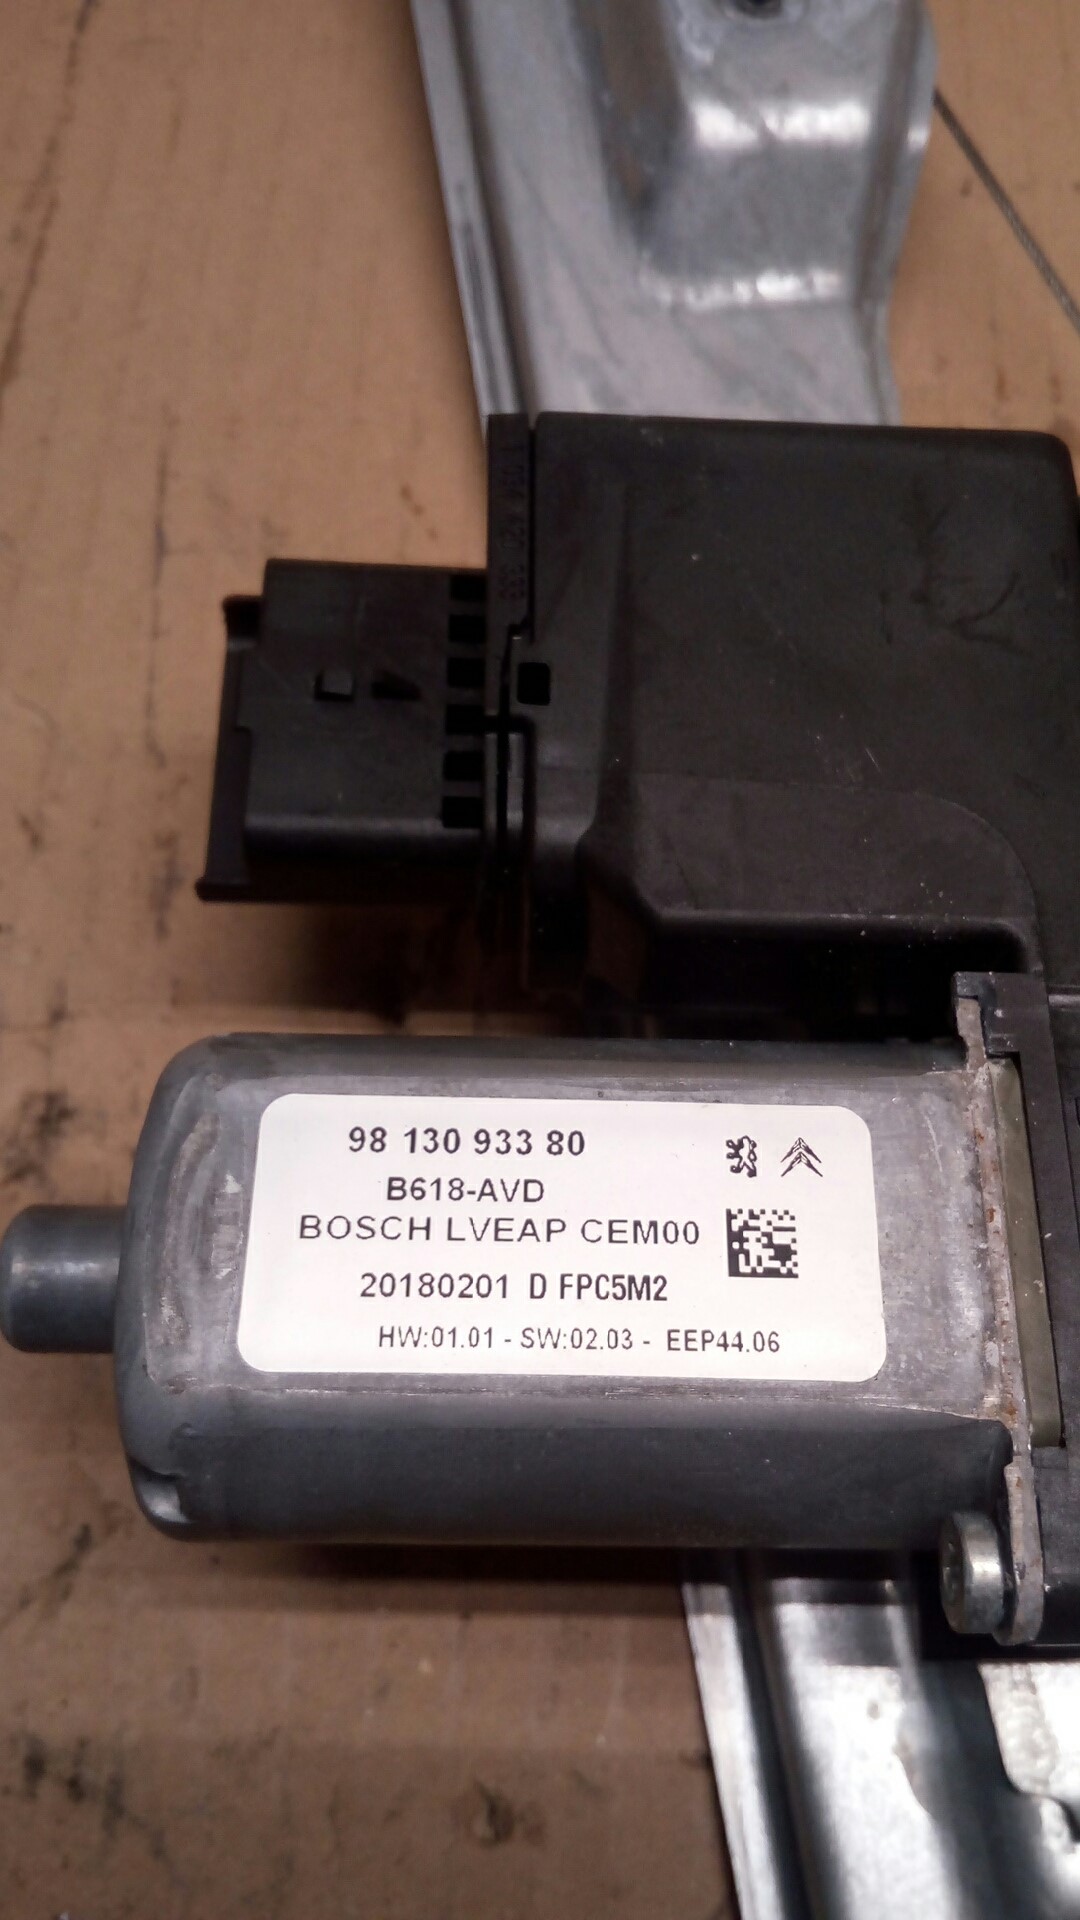 98 130 933 80
B618-AVD
BOSCH LVEAP CEM00
20180201 D FPC5M2
HW:01.01 - SW:02.03 - EEP44.06